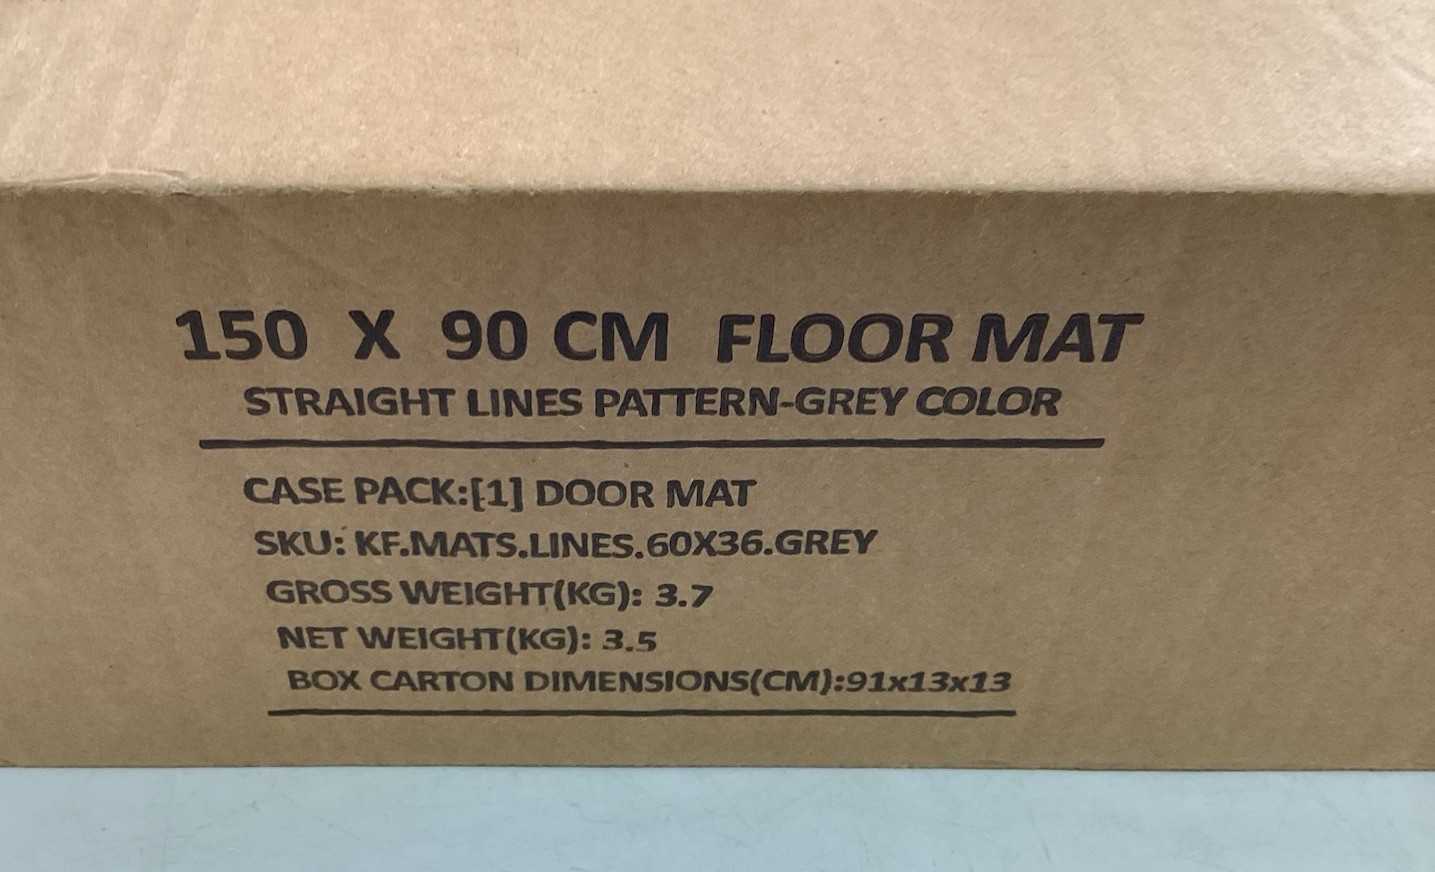 150 X 90 CM FLOOR MAT
STRAIGHT LINES PATTERN-GREY COLOR
CASE PACK:[1] DOOR MAT
SKU: KF.MATS.LINES.60X36.GREY
GROSS WEIGHT(KG): 3.7
NET WEIGHT(KG): 3.5
BOX CARTON DIMENSIONS(CM):91x13x13